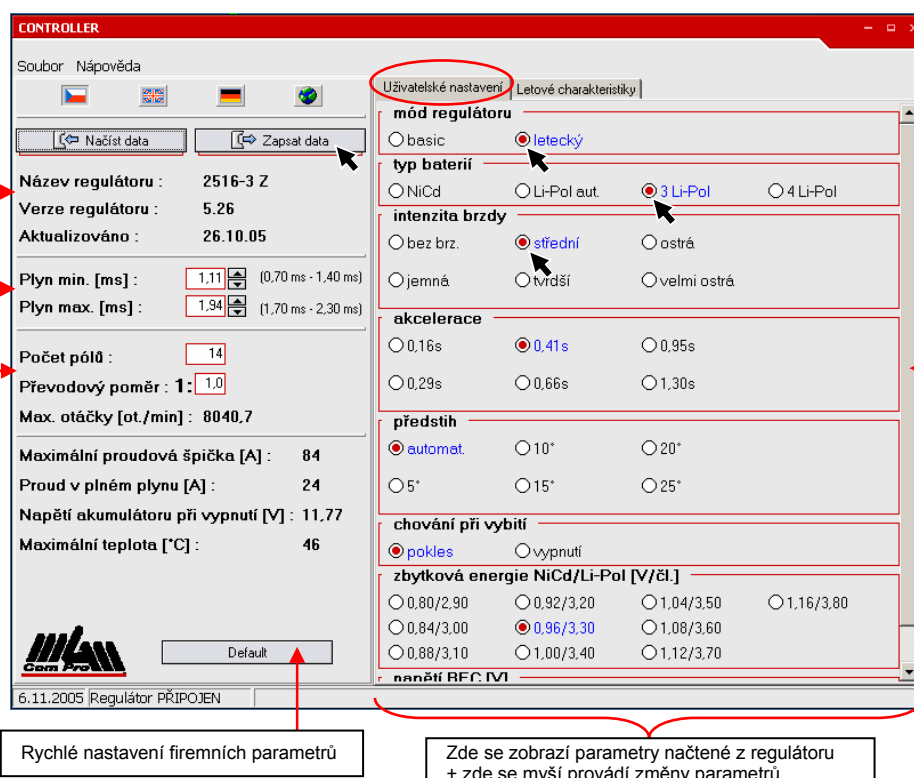 CONTROLLER
Soubor Nápověda
Načíst data Zapsat data
Název regulátoru : 2516-3 Z
Verze regulátoru : 5.26
Aktualizováno : 26.10.05
Plyn min. [ms] : 1,11 (0,70 ms - 1,40 ms)
Plyn max. [ms] : 1,94 (1,70 ms - 2,30 ms)
Počet pólů : 14
Převodový poměr : 1: 1,0
Max. otáčky [ot./min] : 8040,7
Maximální proudová špička [A] : 84
Proud v plném plynu [A] : 24
Napětí akumulátoru při vypnutí [V] : 11,77
Maximální teplota [°C] : 46
Default
6.11.2005 Regulátor PŘIPOJEN
Uživatelské nastavení Letové charakteristiky
mód regulátoru
basic letecký
typ baterií
NiCd Li-Pol aut. 3 Li-Pol 4 Li-Pol
intenzita brzdy
bez brz. střední ostrá
jemná tvrdší velmi ostrá
akcelerace
0,16s 0,41s 0,95s
0,29s 0,66s 1,30s
předstih
automat. 10° 20°
5° 15° 25°
chování při vybití
pokles vypnutí
zbytková energie NiCd/Li-Pol [V/čl.]
0,80/2,90 0,92/3,20 1,04/3,50 1,16/3,80
0,84/3,00 0,96/3,30 1,08/3,60
0,88/3,10 1,00/3,40 1,12/3,70
napětí BEC [V]
Rychlé nastavení firemních parametrů
Zde se zobrazí parametry načtené z regulátoru
+ zde se myší provádí změny parametrů